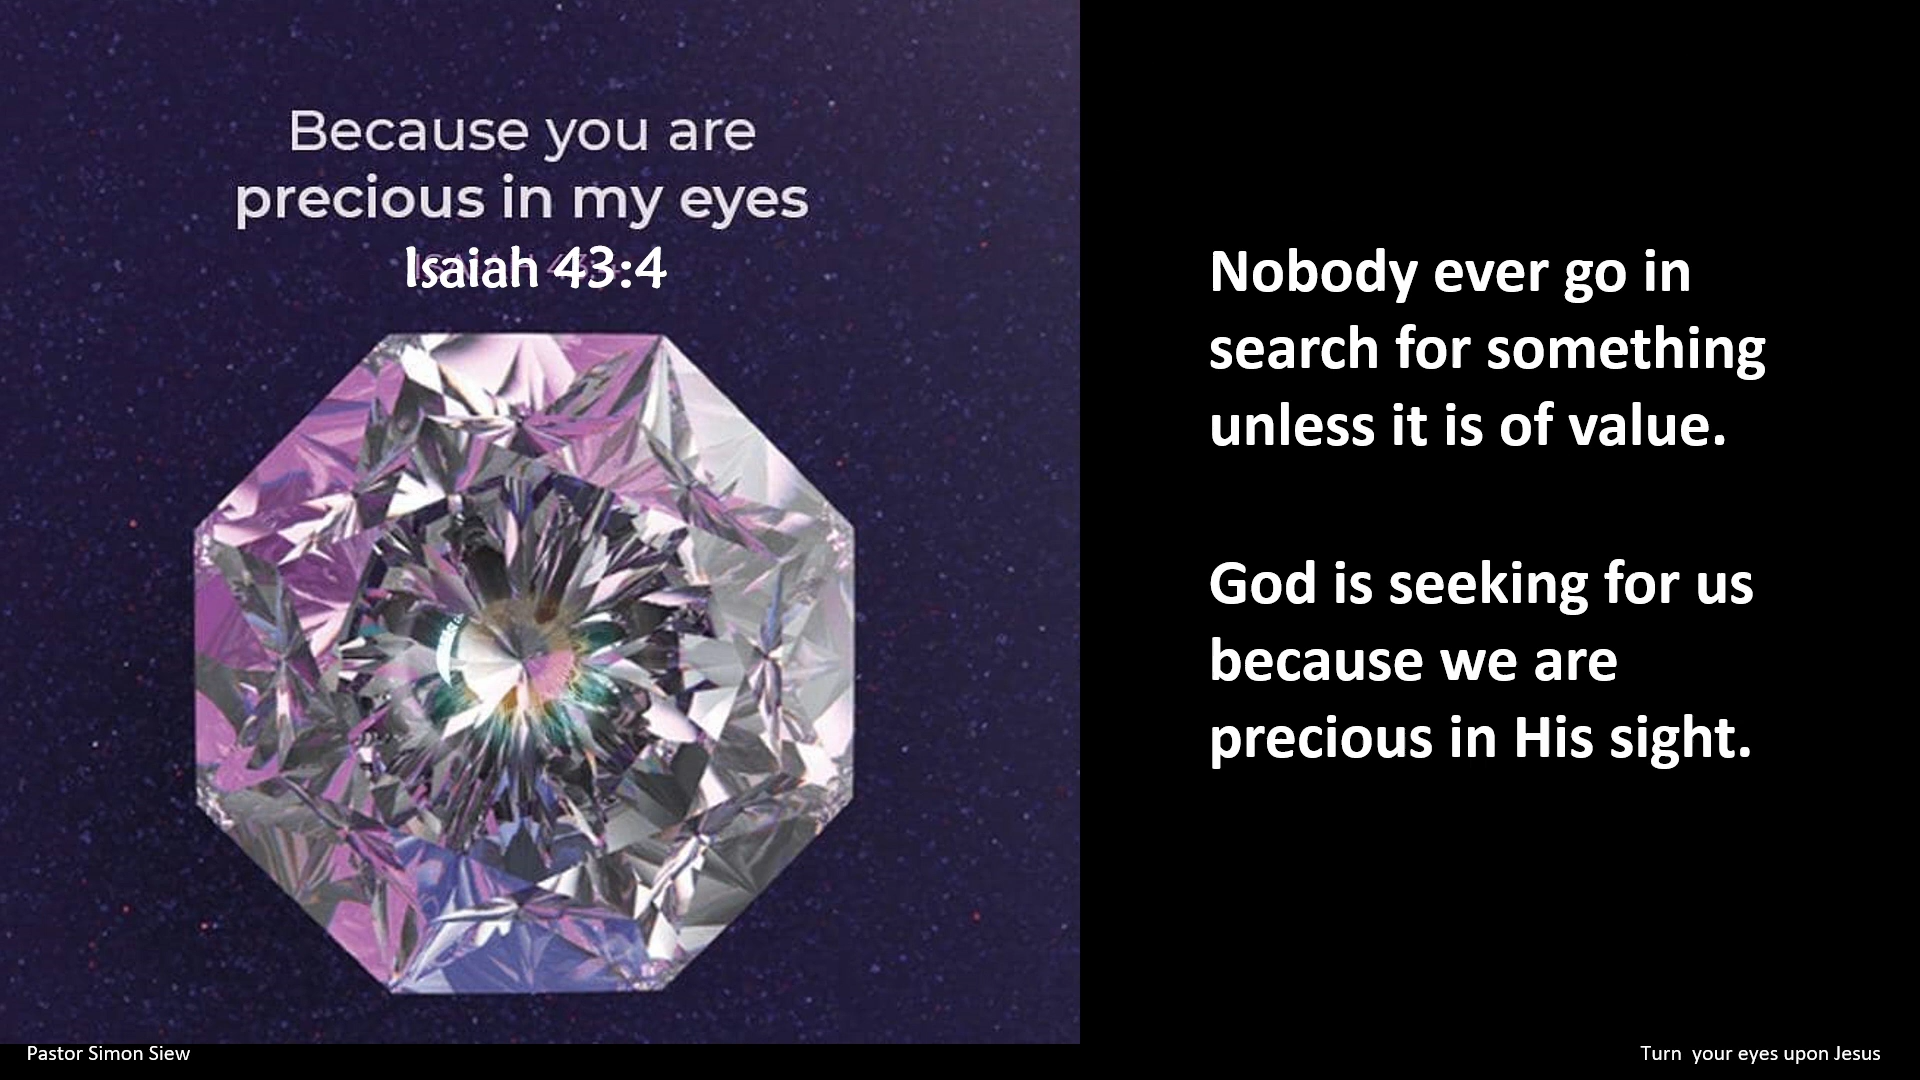 Because you are
precious in my eyes
Isaiah 43:4
Nobody ever go in
search for something
unless it is of value.
God is seeking for us
because we are
precious in His sight.
Pastor Simon Siew
Turn  your eyes upon Jesus